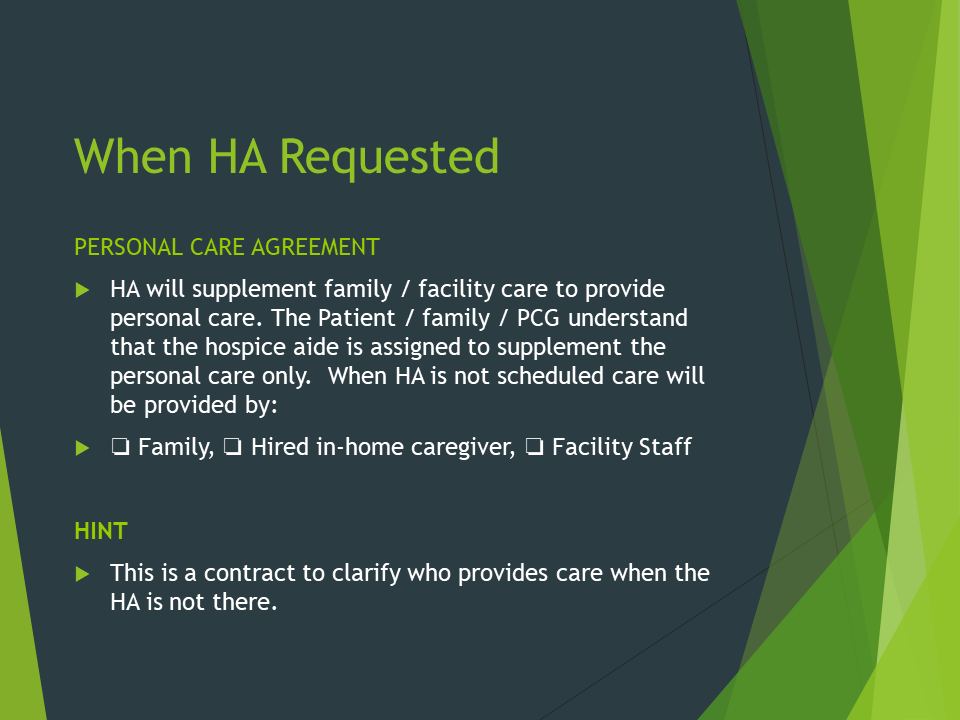 When HA Requested
PERSONAL CARE AGREEMENT
HA will supplement family / facility care to provide
personal care. The Patient / family / PCG understand
that the hospice aide is assigned to supplement the
personal care only.  When HA is not scheduled care will
be provided by:
❏ Family, ❏ Hired in-home caregiver, ❏ Facility Staff
HINT
This is a contract to clarify who provides care when the
HA is not there.